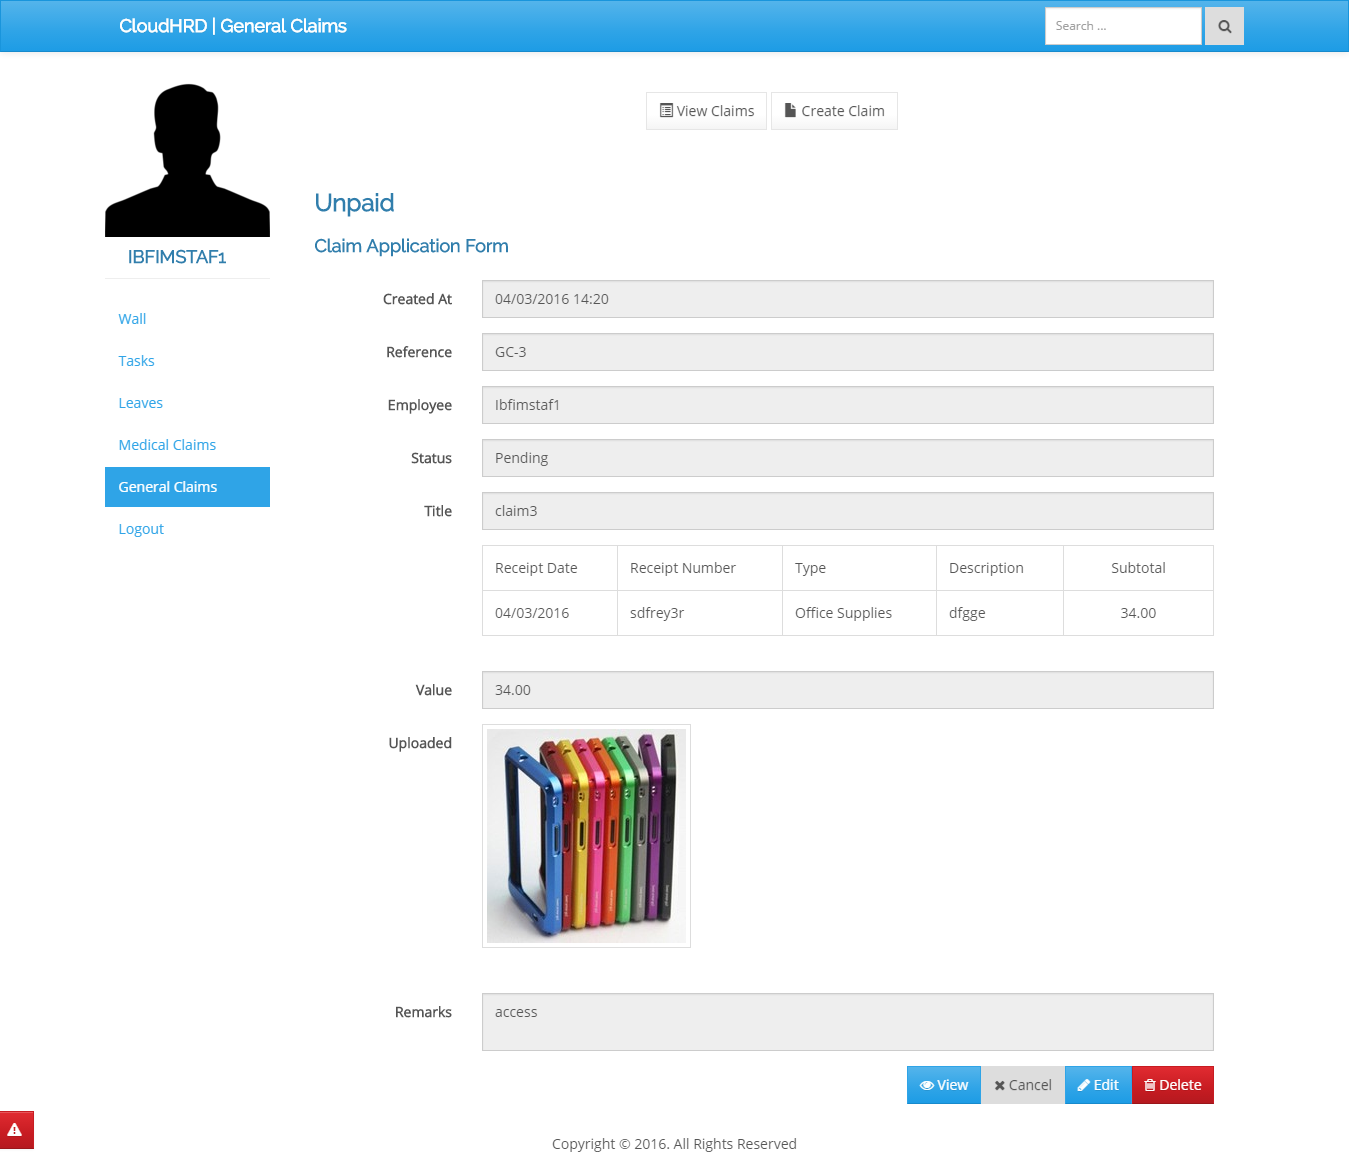 CloudHRD | General Claims
Search ...
View Claims
Create Claim
IBFIMSTAF1
Wall
Tasks
Leaves
Medical Claims
General Claims
Logout
Unpaid
Claim Application Form
Created At 04/03/2016 14:20
Reference GC-3
Employee Ibfimstaf1
Status Pending
Title claim3
Receipt Date Receipt Number Type Description Subtotal
04/03/2016 sdfrey3r Office Supplies dfgge 34.00
Value 34.00
Uploaded
Remarks access
View Cancel Edit Delete
Copyright © 2016. All Rights Reserved